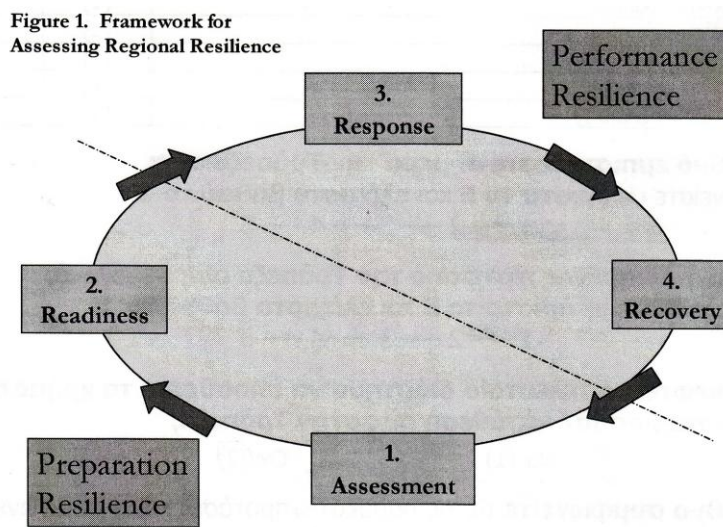 Figure 1. Framework for
Assessing Regional Resilience
Performance
Resilience
3.
Response
2.
Readiness
4.
Recovery
1.
Assessment
Preparation
Resilience